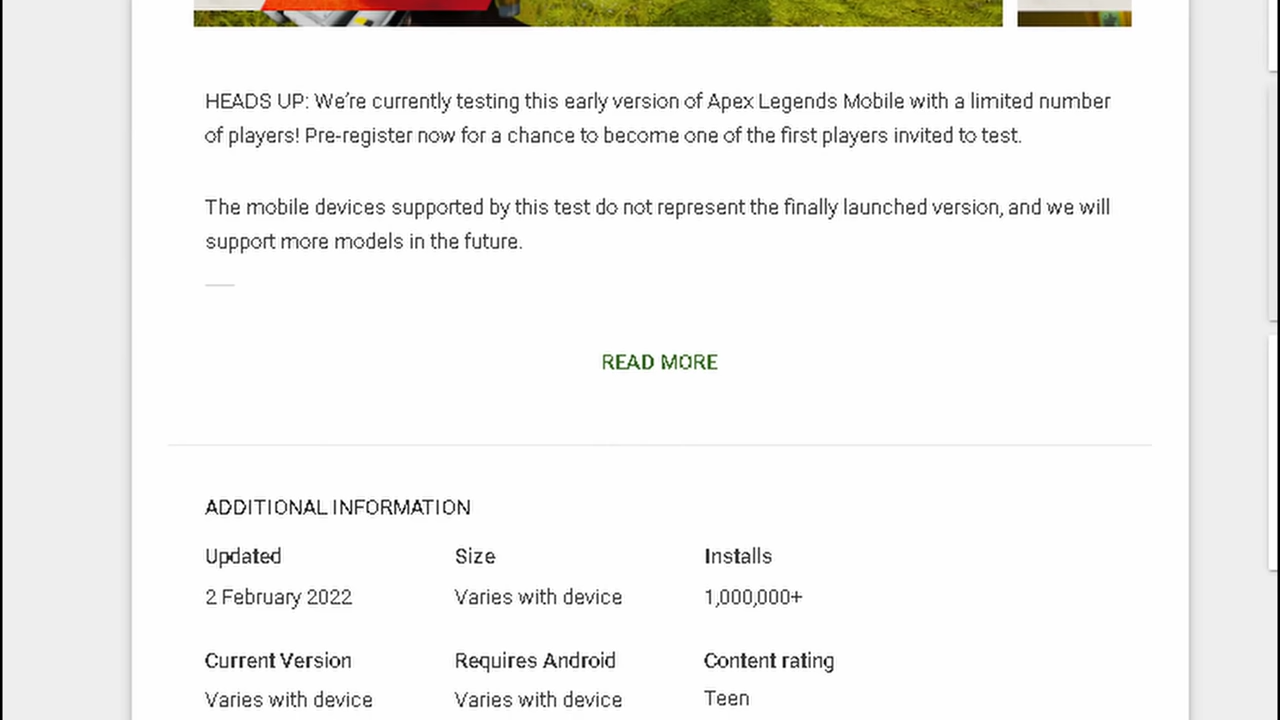 HEADS UP: We're currently testing this early version of Apex Legends Mobile with a limited number
of players! Pre-register now for a chance to become one of the first players invited to test.
The mobile devices supported by this test do not represent the finally launched version, and we will
support more models in the future.
READ MORE
ADDITIONAL INFORMATION
Updated Size Installs
2 February 2022 Varies with device 1,000,000+
Current Version Requires Android Content rating
Varies with device Varies with device Teen